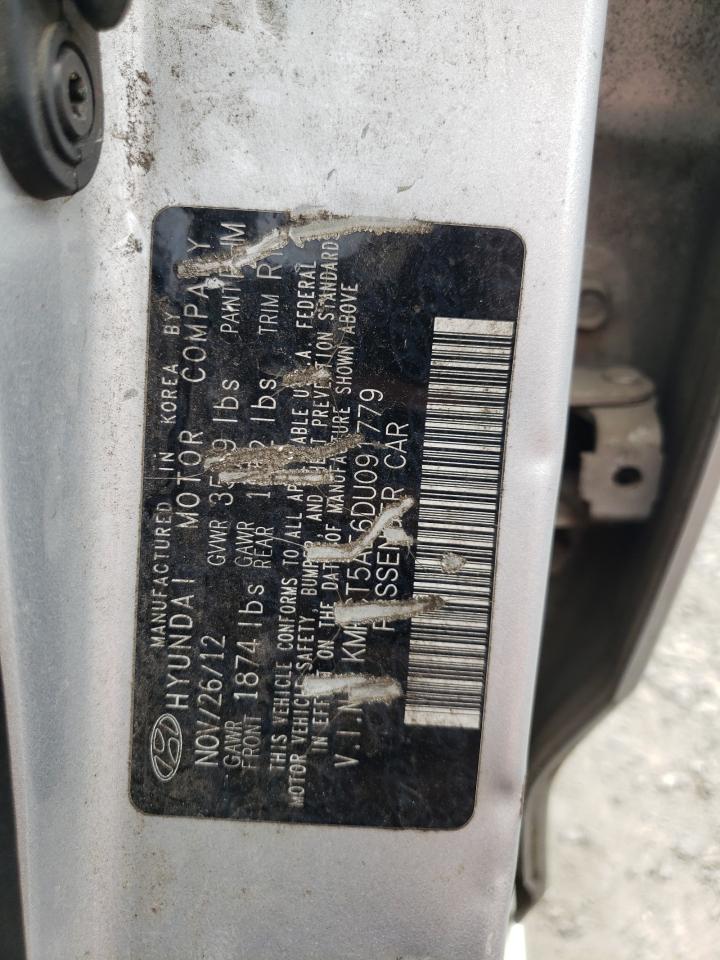 MANUFACTURED IN KOREA BY
HYUNDAI MOTOR COMPANY
NOV/26/12 GVWR lbs PAINT
GAWR FRONT 1874 lbs GAWR REAR lbs TRIM
THIS VEHICLE CONFORMS TO ALL APPLICABLE FEDERAL
MOTOR VEHICLE SAFETY, BUMPER, AND THEFT PREVENTION STANDARDS
IN EFFECT ON THE DATE OF MANUFACTURE SHOWN ABOVE
V.I.N
PASSENGER CAR